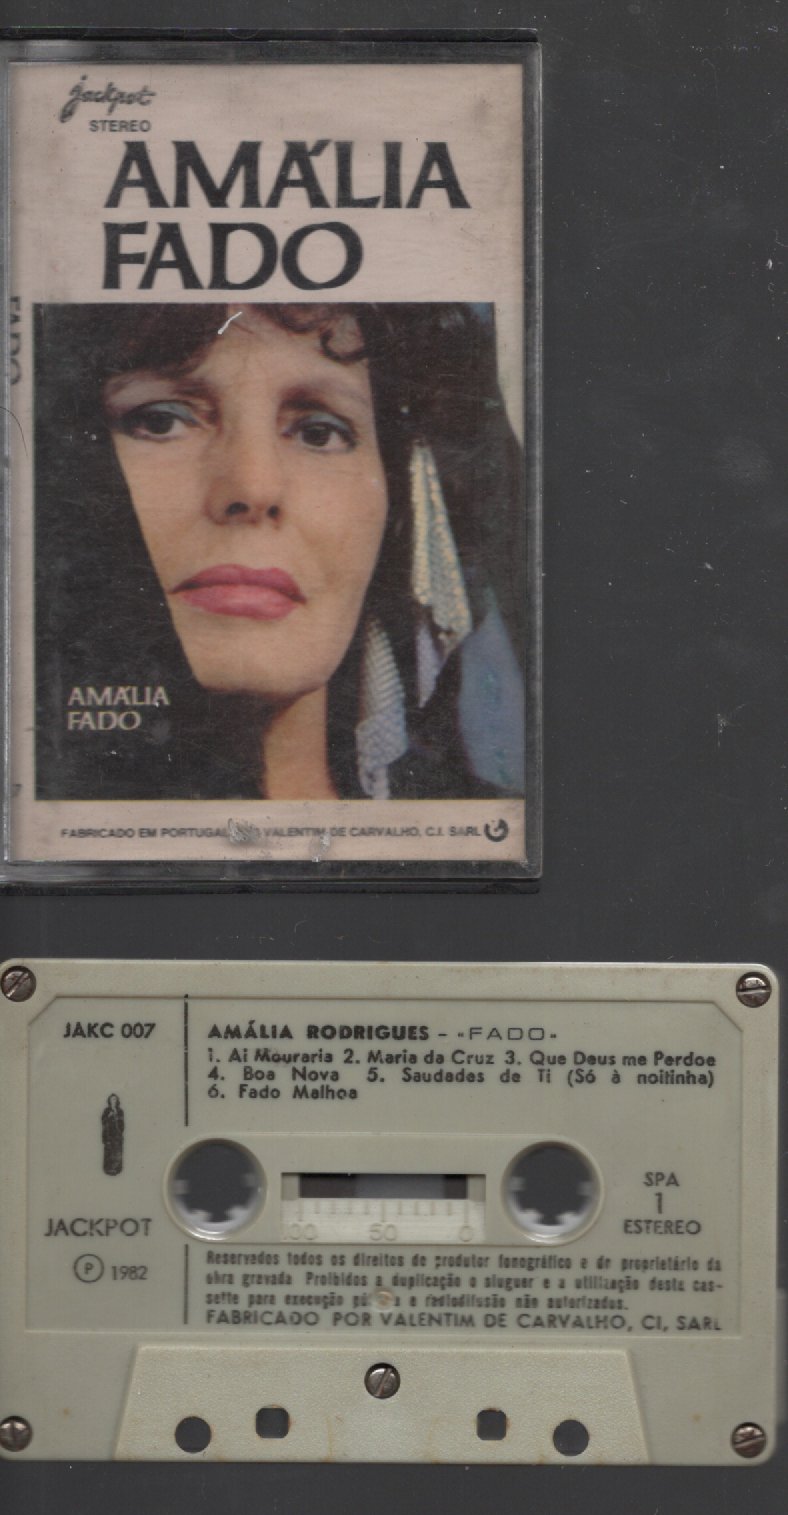 jackpot
STEREO
AMÁLIA
FADO
FADO
AMÁLIA
FADO
FABRICADO EM PORTUGAL VALENTIM DE CARVALHO, C.I. SARL
JAKC 007
AMÁLIA RODRIGUES - «FADO»
1. Ai Mouraria 2. Maria da Cruz 3. Que Deus me Perdoe
4. Boa Nova 5. Saudades de Ti (Só à noitinha)
6. Fado Malhoa
SPA
1
ESTEREO
JACKPOT
P 1982
100 50 0
Reservados todos os direitos de produtor fonográfico e de proprietário da
obra gravada Proibidos a duplicação o aluguer e a utilização desta cas-
sette para execução e radiodifusão não autorizadas.
FABRICADO POR VALENTIM DE CARVALHO, CI, SARL